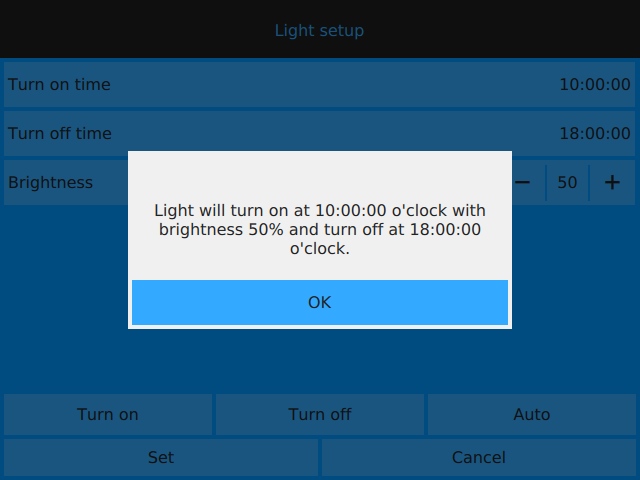 Light setup
Turn on time 10:00:00
Turn off time 18:00:00
Brightness − 50 +
Light will turn on at 10:00:00 o'clock with
brightness 50% and turn off at 18:00:00
o'clock.
OK
Turn on Turn off Auto
Set Cancel